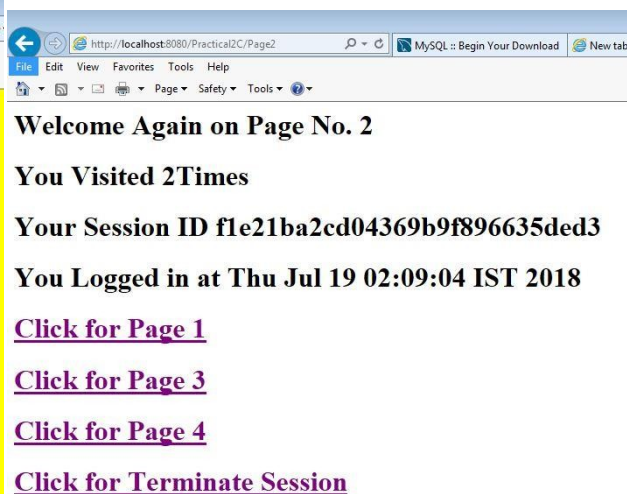 http://localhost:8080/Practical2C/Page2
MySQL :: Begin Your Download
New tab
File Edit View Favorites Tools Help
Page Safety Tools
Welcome Again on Page No. 2
You Visited 2Times
Your Session ID f1e21ba2cd04369b9f896635ded3
You Logged in at Thu Jul 19 02:09:04 IST 2018
Click for Page 1
Click for Page 3
Click for Page 4
Click for Terminate Session